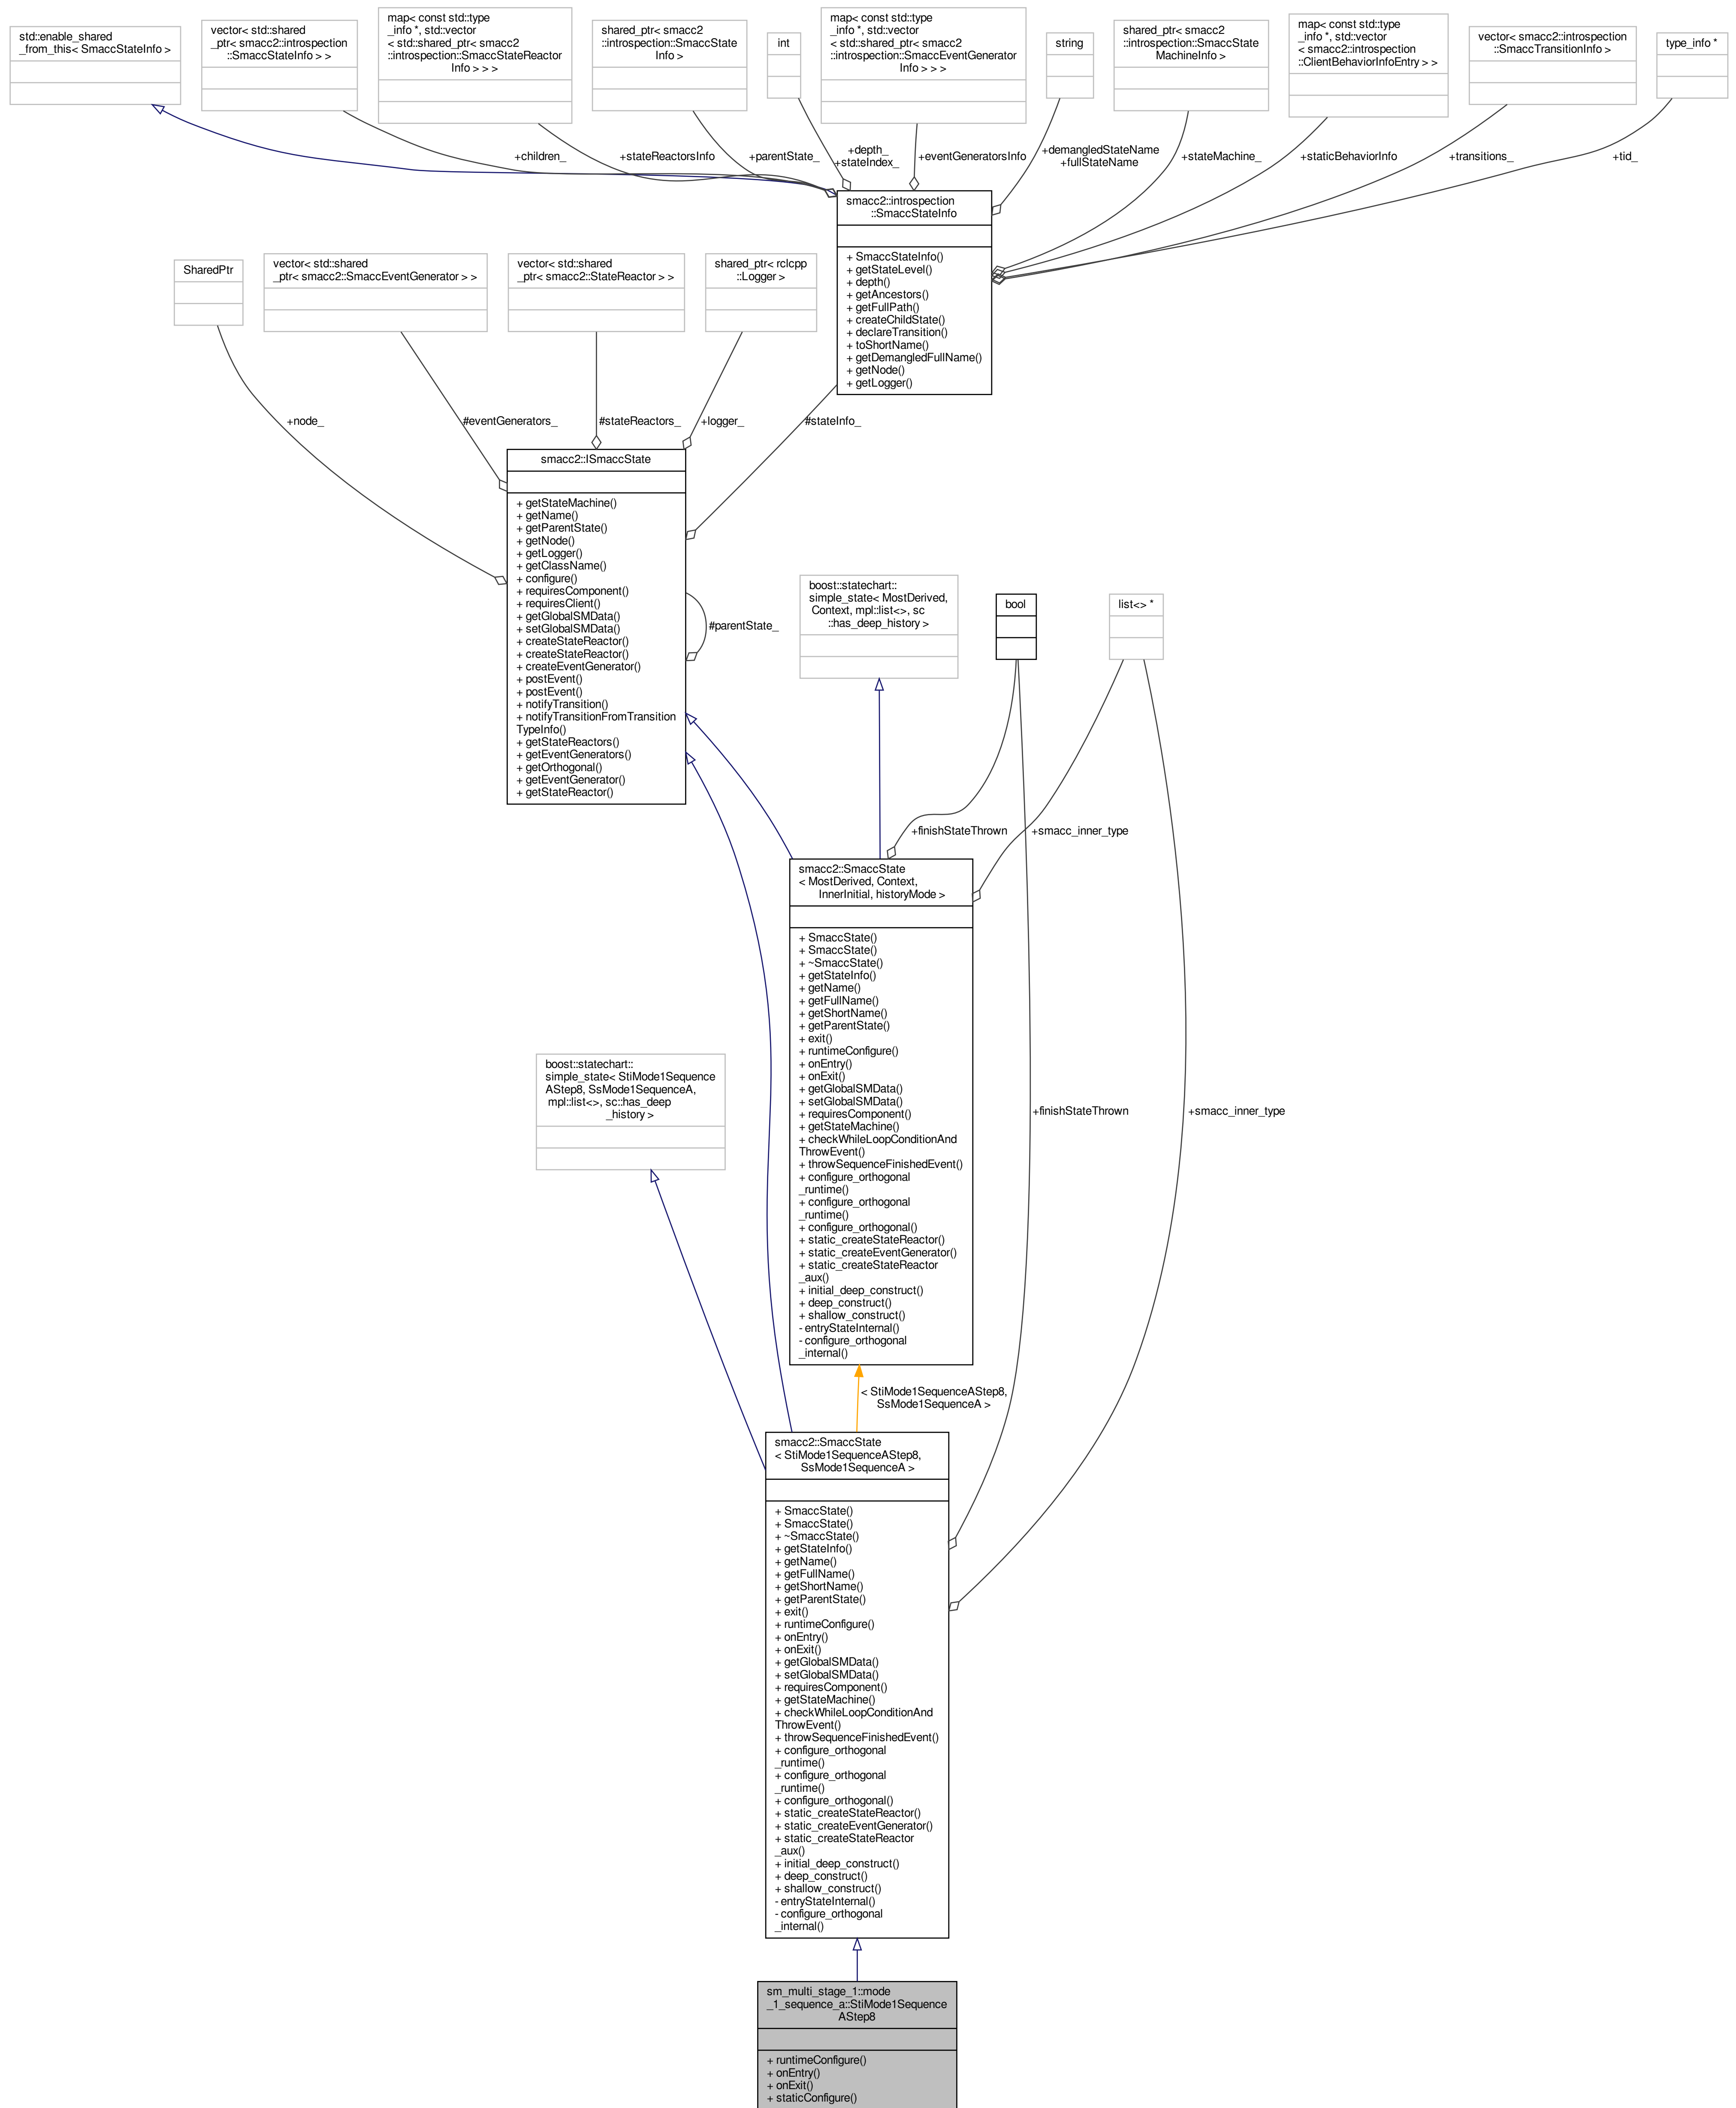 std::enable_shared
_from_this< SmaccStateInfo >
vector< std::shared
_ptr< smacc2::introspection
::SmaccStateInfo > >
map< const std::type
_info *, std::vector
< std::shared_ptr< smacc2
::introspection::SmaccStateReactor
Info > > >
shared_ptr< smacc2
::introspection::SmaccState
Info >
int
map< const std::type
_info *, std::vector
< std::shared_ptr< smacc2
::introspection::SmaccEventGenerator
Info > > >
string
shared_ptr< smacc2
::introspection::SmaccState
MachineInfo >
map< const std::type
_info *, std::vector
< smacc2::introspection
::ClientBehaviorInfoEntry > >
vector< smacc2::introspection
::SmaccTransitionInfo >
type_info *
+children_
+stateReactorsInfo
+parentState_
+depth_
+stateIndex_
+eventGeneratorsInfo
+demangledStateName
+fullStateName
+stateMachine_
+staticBehaviorInfo
+transitions_
+tid_
smacc2::introspection
::SmaccStateInfo
+ SmaccStateInfo()
+ getStateLevel()
+ depth()
+ getAncestors()
+ getFullPath()
+ createChildState()
+ declareTransition()
+ toShortName()
+ getDemangledFullName()
+ getNode()
+ getLogger()
SharedPtr
vector< std::shared
_ptr< smacc2::SmaccEventGenerator > >
vector< std::shared
_ptr< smacc2::StateReactor > >
shared_ptr< rclcpp
::Logger >
+node_
#eventGenerators_
#stateReactors_
+logger_
#stateInfo_
smacc2::ISmaccState
+ getStateMachine()
+ getName()
+ getParentState()
+ getNode()
+ getLogger()
+ getClassName()
+ configure()
+ requiresComponent()
+ requiresClient()
+ getGlobalSMData()
+ setGlobalSMData()
+ createStateReactor()
+ createStateReactor()
+ createEventGenerator()
+ postEvent()
+ postEvent()
+ notifyTransition()
+ notifyTransitionFromTransition
TypeInfo()
+ getStateReactors()
+ getEventGenerators()
+ getOrthogonal()
+ getEventGenerator()
+ getStateReactor()
#parentState_
boost::statechart::
simple_state< MostDerived,
Context, mpl::list<>, sc
::has_deep_history >
bool
list<> *
+finishStateThrown
+smacc_inner_type
smacc2::SmaccState
< MostDerived, Context,
InnerInitial, historyMode >
+ SmaccState()
+ SmaccState()
+ ~SmaccState()
+ getStateInfo()
+ getName()
+ getFullName()
+ getShortName()
+ getParentState()
+ exit()
+ runtimeConfigure()
+ onEntry()
+ onExit()
+ getGlobalSMData()
+ setGlobalSMData()
+ requiresComponent()
+ getStateMachine()
+ checkWhileLoopConditionAnd
ThrowEvent()
+ throwSequenceFinishedEvent()
+ configure_orthogonal
_runtime()
+ configure_orthogonal
_runtime()
+ configure_orthogonal()
+ static_createStateReactor()
+ static_createEventGenerator()
+ static_createStateReactor
_aux()
+ initial_deep_construct()
+ deep_construct()
+ shallow_construct()
- entryStateInternal()
- configure_orthogonal
_internal()
boost::statechart::
simple_state< StiMode1Sequence
AStep8, SsMode1SequenceA,
mpl::list<>, sc::has_deep
_history >
+finishStateThrown
+smacc_inner_type
< StiMode1SequenceAStep8,
SsMode1SequenceA >
smacc2::SmaccState
< StiMode1SequenceAStep8,
SsMode1SequenceA >
+ SmaccState()
+ SmaccState()
+ ~SmaccState()
+ getStateInfo()
+ getName()
+ getFullName()
+ getShortName()
+ getParentState()
+ exit()
+ runtimeConfigure()
+ onEntry()
+ onExit()
+ getGlobalSMData()
+ setGlobalSMData()
+ requiresComponent()
+ getStateMachine()
+ checkWhileLoopConditionAnd
ThrowEvent()
+ throwSequenceFinishedEvent()
+ configure_orthogonal
_runtime()
+ configure_orthogonal
_runtime()
+ configure_orthogonal()
+ static_createStateReactor()
+ static_createEventGenerator()
+ static_createStateReactor
_aux()
+ initial_deep_construct()
+ deep_construct()
+ shallow_construct()
- entryStateInternal()
- configure_orthogonal
_internal()
sm_multi_stage_1::mode
_1_sequence_a::StiMode1Sequence
AStep8
+ runtimeConfigure()
+ onEntry()
+ onExit()
+ staticConfigure()